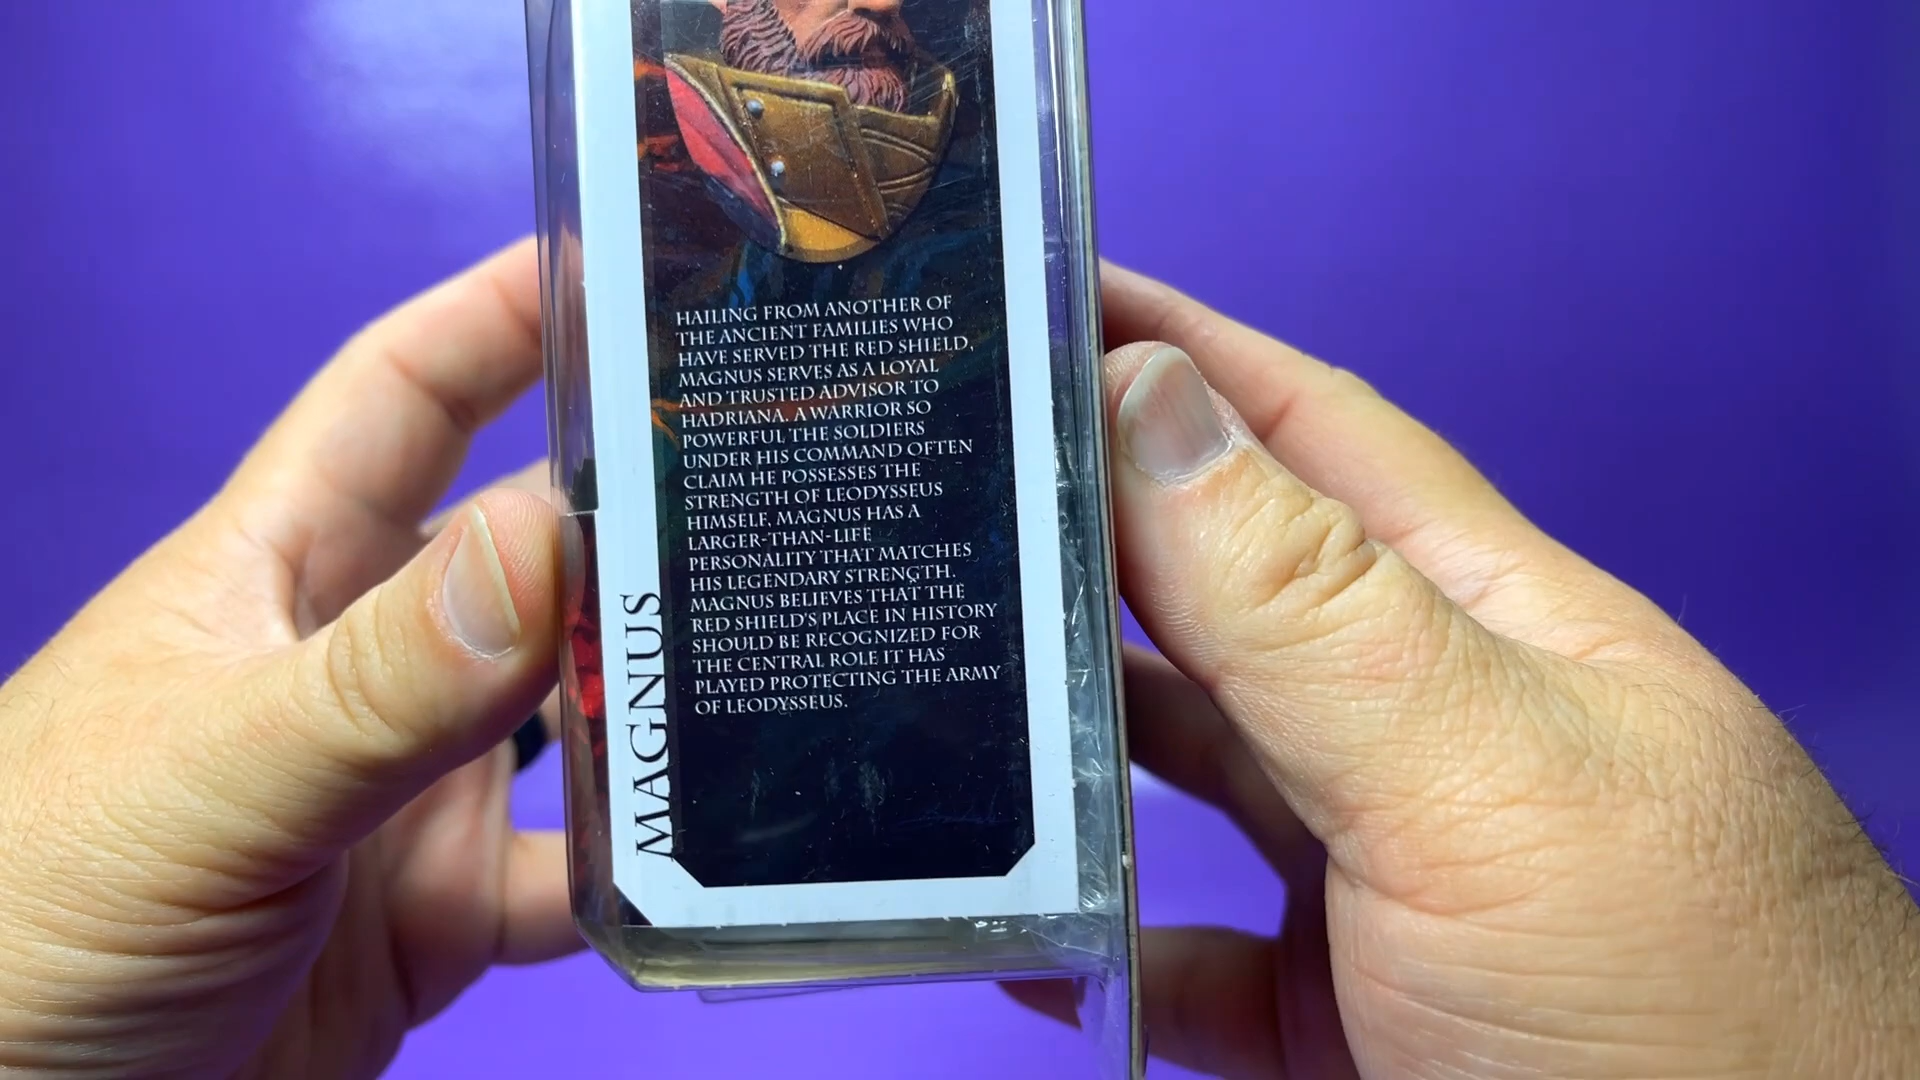 HAILING FROM ANOTHER OF
THE ANCIENT FAMILIES WHO
HAVE SERVED THE RED SHIELD,
MAGNUS SERVES AS A LOYAL
AND TRUSTED ADVISOR TO
HADRIANA. A WARRIOR SO
POWERFUL THE SOLDIERS
UNDER HIS COMMAND OFTEN
CLAIM HE POSSESSES THE
STRENGTH OF LEODYSSEUS
HIMSELF, MAGNUS HAS A
LARGER-THAN-LIFE
PERSONALITY THAT MATCHES
HIS LEGENDARY STRENGTH.
MAGNUS BELIEVES THAT THE
RED SHIELD'S PLACE IN HISTORY
SHOULD BE RECOGNIZED FOR
THE CENTRAL ROLE IT HAS
PLAYED PROTECTING THE ARMY
OF LEODYSSEUS.
MAGNUS